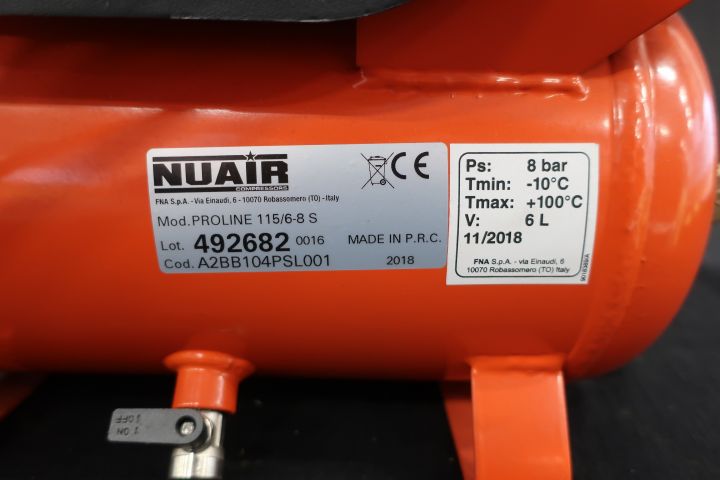 NUAIR
COMPRESSORS
CE
FNA S.p.A. - Via Einaudi, 6 - 10070 Robassomero (TO) - Italy
Mod. PROLINE 115/6-8 S
Lot. 492682 0016 MADE IN P.R.C.
Cod. A2BB104PSL001 2018
Ps: 8 bar
Tmin: -10°C
Tmax: +100°C
V: 6 L
11/2018
FNA S.p.A. - via Einaudi, 6
10070 Robassomero (TO) Italy
ON
OFF